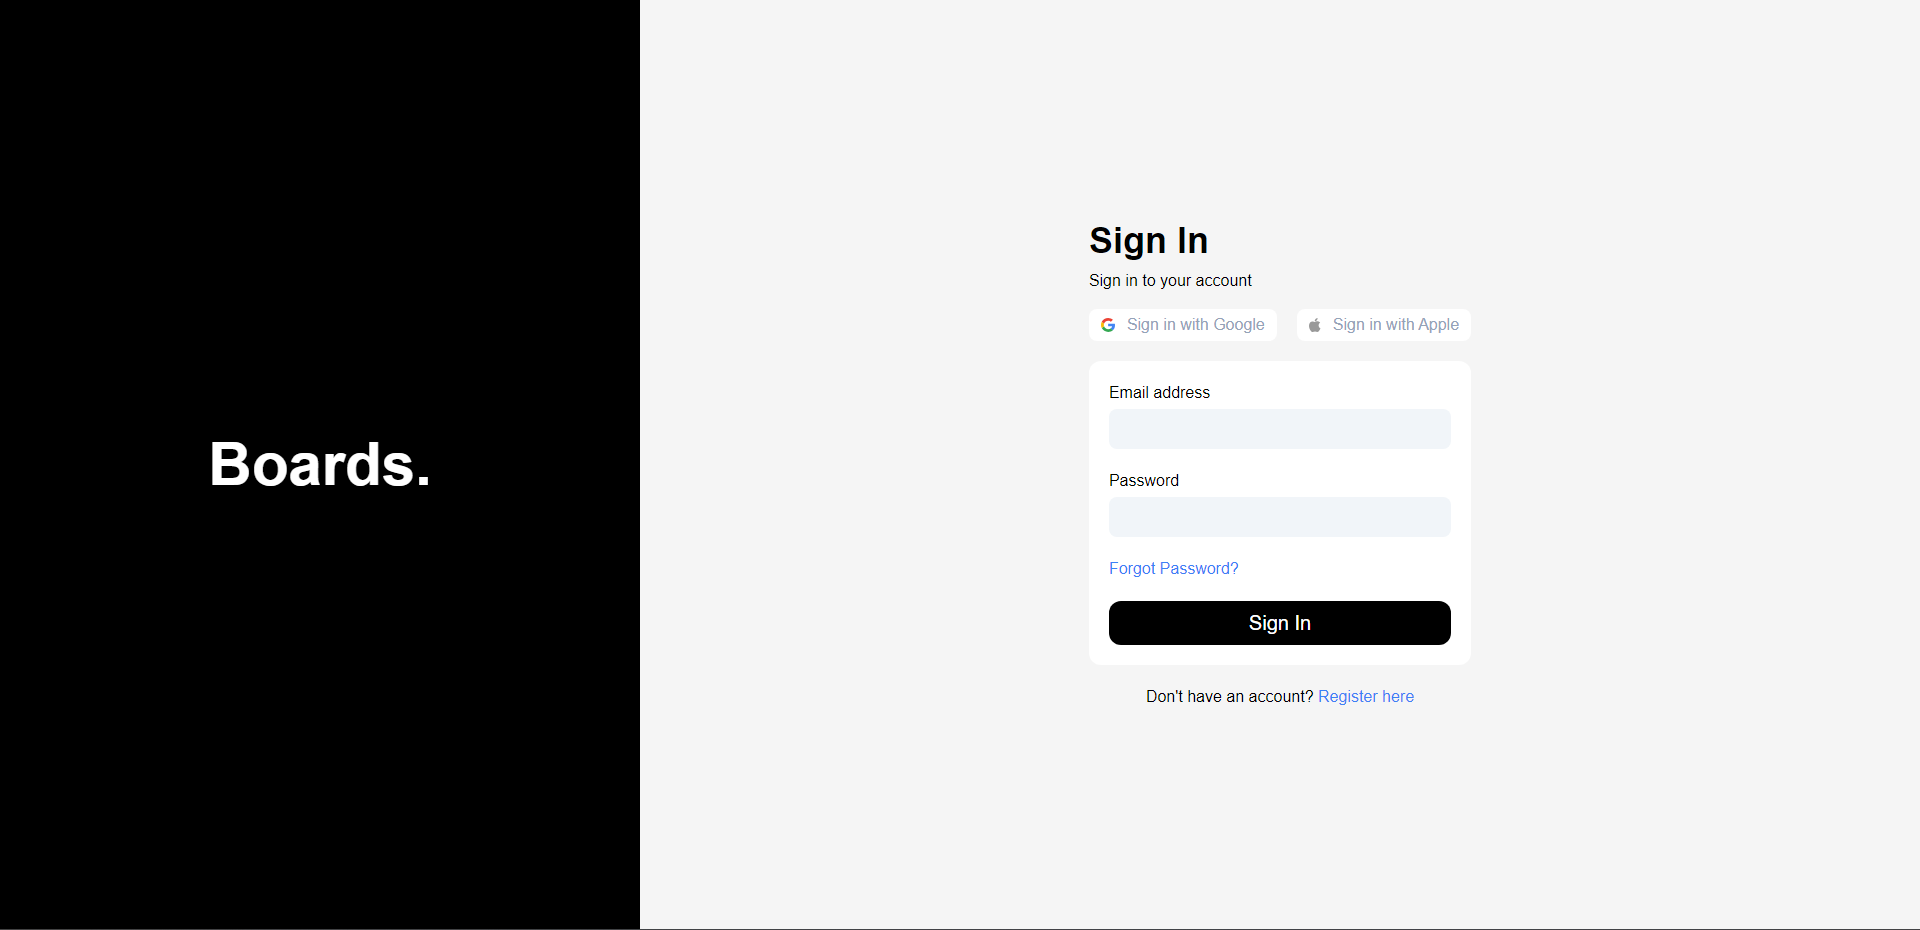 Boards.
Sign In
Sign in to your account
Sign in with Google
Sign in with Apple
Email address
Password
Forgot Password?
Sign In
Don't have an account? Register here